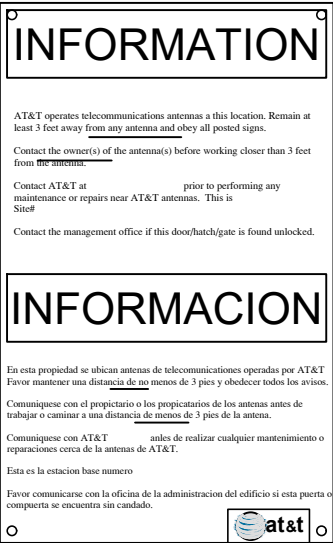 INFORMATION
AT&T operates telecommunications antennas a this location. Remain at
least 3 feet away from any antenna and obey all posted signs.
Contact the owner(s) of the antenna(s) before working closer than 3 feet
from the antenna.
Contact AT&T at prior to performing any
maintenance or repairs near AT&T antennas. This is
Site#
Contact the management office if this door/hatch/gate is found unlocked.
INFORMACION
En esta propiedad se ubican antenas de telecomunicationes operadas por AT&T
Favor mantener una distancia de no menos de 3 pies y obedecer todos los avisos.
Comuniquese con el propictario o los propicatarios de los antenas antes de
trabajar o caminar a una distancia de menos de 3 pies de la antena.
Comuniquese con AT&T anles de realizar cualquier mantenimiento o
reparaciones cerca de la antenas de AT&T.
Esta es la estacion base numero
Favor comunicarse con la oficina de la administracion del edificio si esta puerta o
compuerta se encuentra sin candado.
at&t